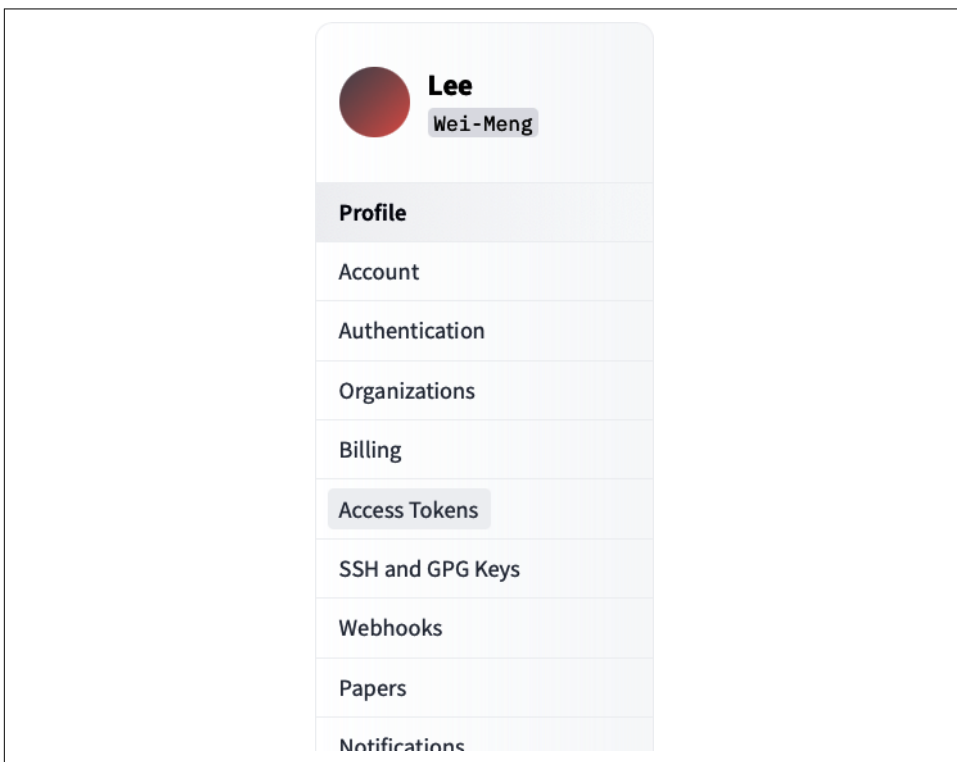 Lee
Wei-Meng
Profile
Account
Authentication
Organizations
Billing
Access Tokens
SSH and GPG Keys
Webhooks
Papers
Notifications